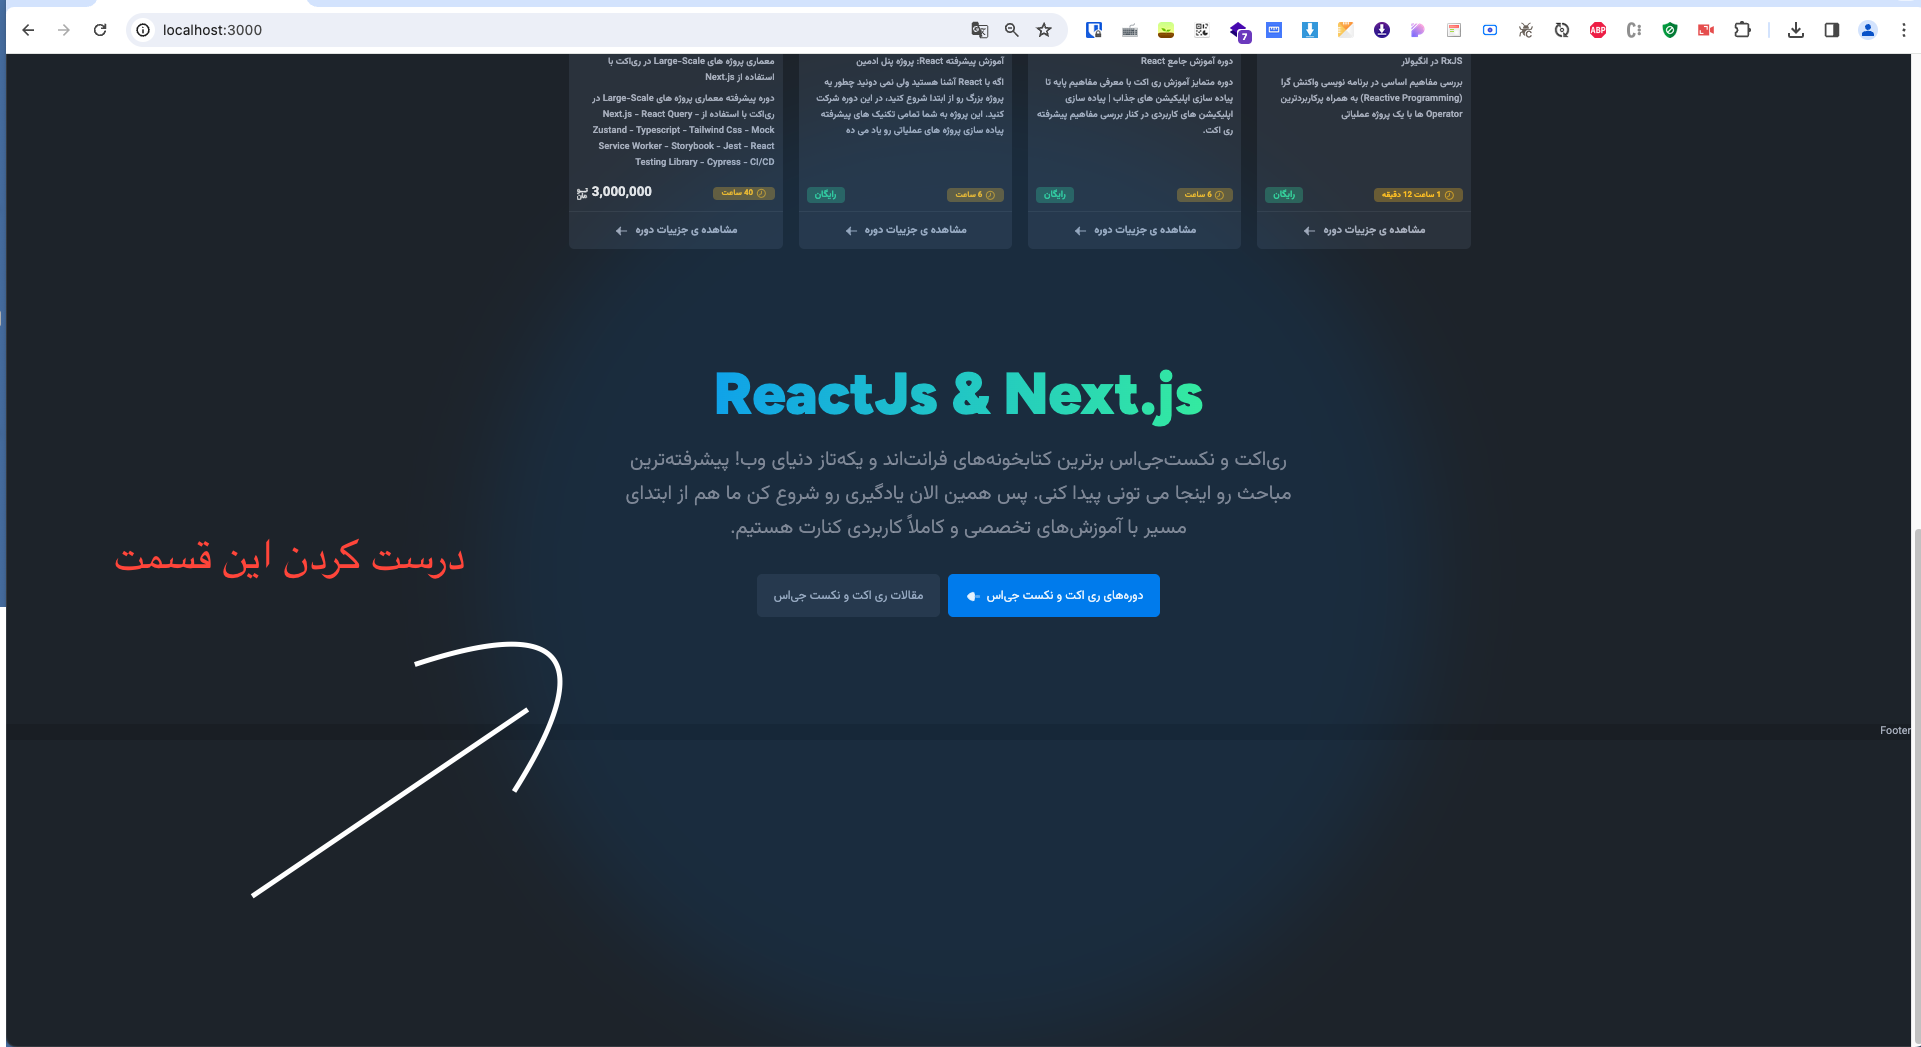 localhost:3000
7
ABP
RxJS در انگیولار
بررسی مفاهیم اساسی در برنامه نویسی واکنش گرا
(Reactive Programming) به همراه پرکاربردترین
Operator ها با یک پروژه عملیاتی
1 ساعت 12 دقیقه
رایگان
مشاهده ی جزییات دوره
دوره آموزش جامع React
دوره متمایز آموزش ری اکت با معرفی مفاهیم پایه تا
پیاده سازی اپلیکیشن های جذاب | پیاده سازی
اپلیکیشن های کاربردی در کنار بررسی مفاهیم پیشرفته
ری اکت.
6 ساعت
رایگان
مشاهده ی جزییات دوره
آموزش پیشرفته React: پروژه پنل ادمین
اگه با React آشنا هستید ولی نمی دونید چطور یه
پروژه بزرگ رو از ابتدا شروع کنید، در این دوره شرکت
کنید. این پروژه به شما تمامی تکنیک های پیشرفته
پیاده سازی پروژه های عملیاتی رو یاد می ده
6 ساعت
رایگان
مشاهده ی جزییات دوره
معماری پروژه های Large-Scale در ری‌اکت با
استفاده از Next.js
دوره پیشرفته معماری پروژه های Large-Scale در
ری‌اکت با استفاده از Next.js - React Query -
Zustand - Typescript - Tailwind Css - Mock
Service Worker - Storybook - Jest - React
Testing Library - Cypress - CI/CD
40 ساعت
3,000,000
مشاهده ی جزییات دوره
ReactJs & Next.js
ری‌اکت و نکست‌جی‌اس برترین کتابخونه‌های فرانت‌اند و یکه‌تاز دنیای وب! پیشرفته‌ترین
مباحث رو اینجا می تونی پیدا کنی. پس همین الان یادگیری رو شروع کن ما هم از ابتدای
مسیر با آموزش‌های تخصصی و کاملاً کاربردی کنارت هستیم.
درست کردن این قسمت
دوره‌های ری اکت و نکست جی‌اس
مقالات ری اکت و نکست جی‌اس
Footer